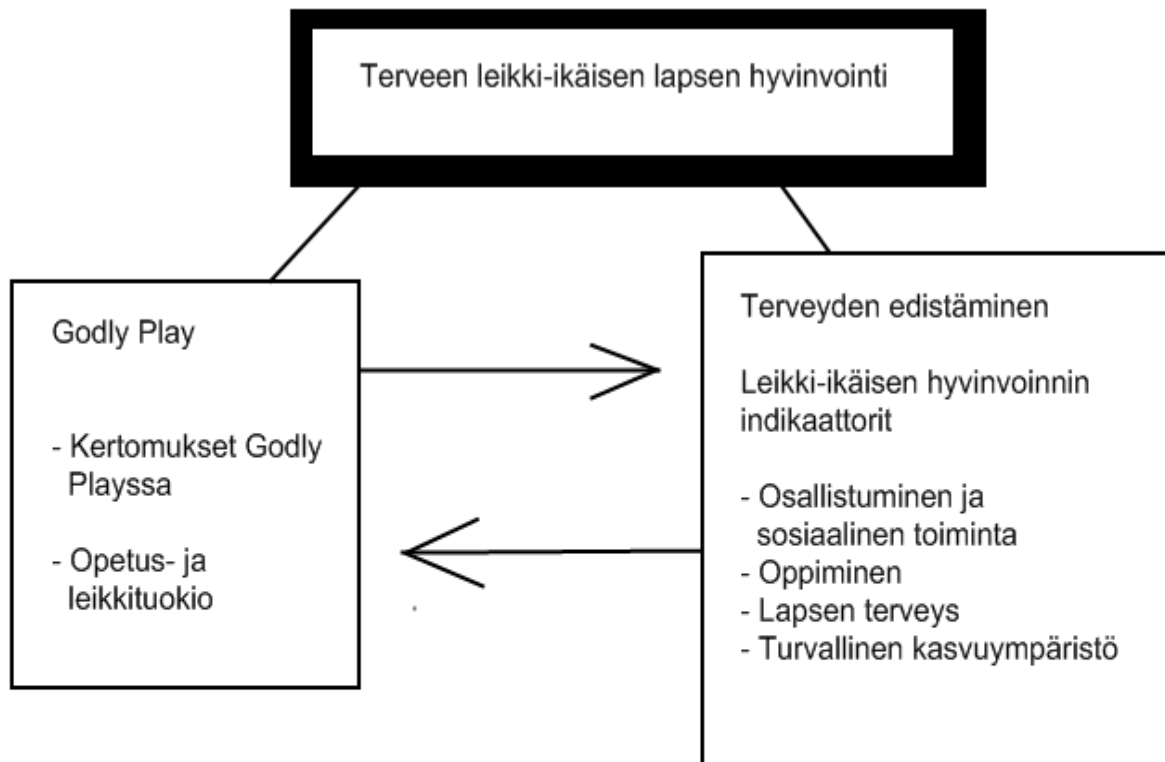 Terveen leikki-ikäisen lapsen hyvinvointi
Godly Play
- Kertomukset Godly
Playssa
- Opetus- ja
leikkituokio
Terveyden edistäminen
Leikki-ikäisen hyvinvoinnin
indikaattorit
- Osallistuminen ja
sosiaalinen toiminta
- Oppiminen
- Lapsen terveys
- Turvallinen kasvuympäristö